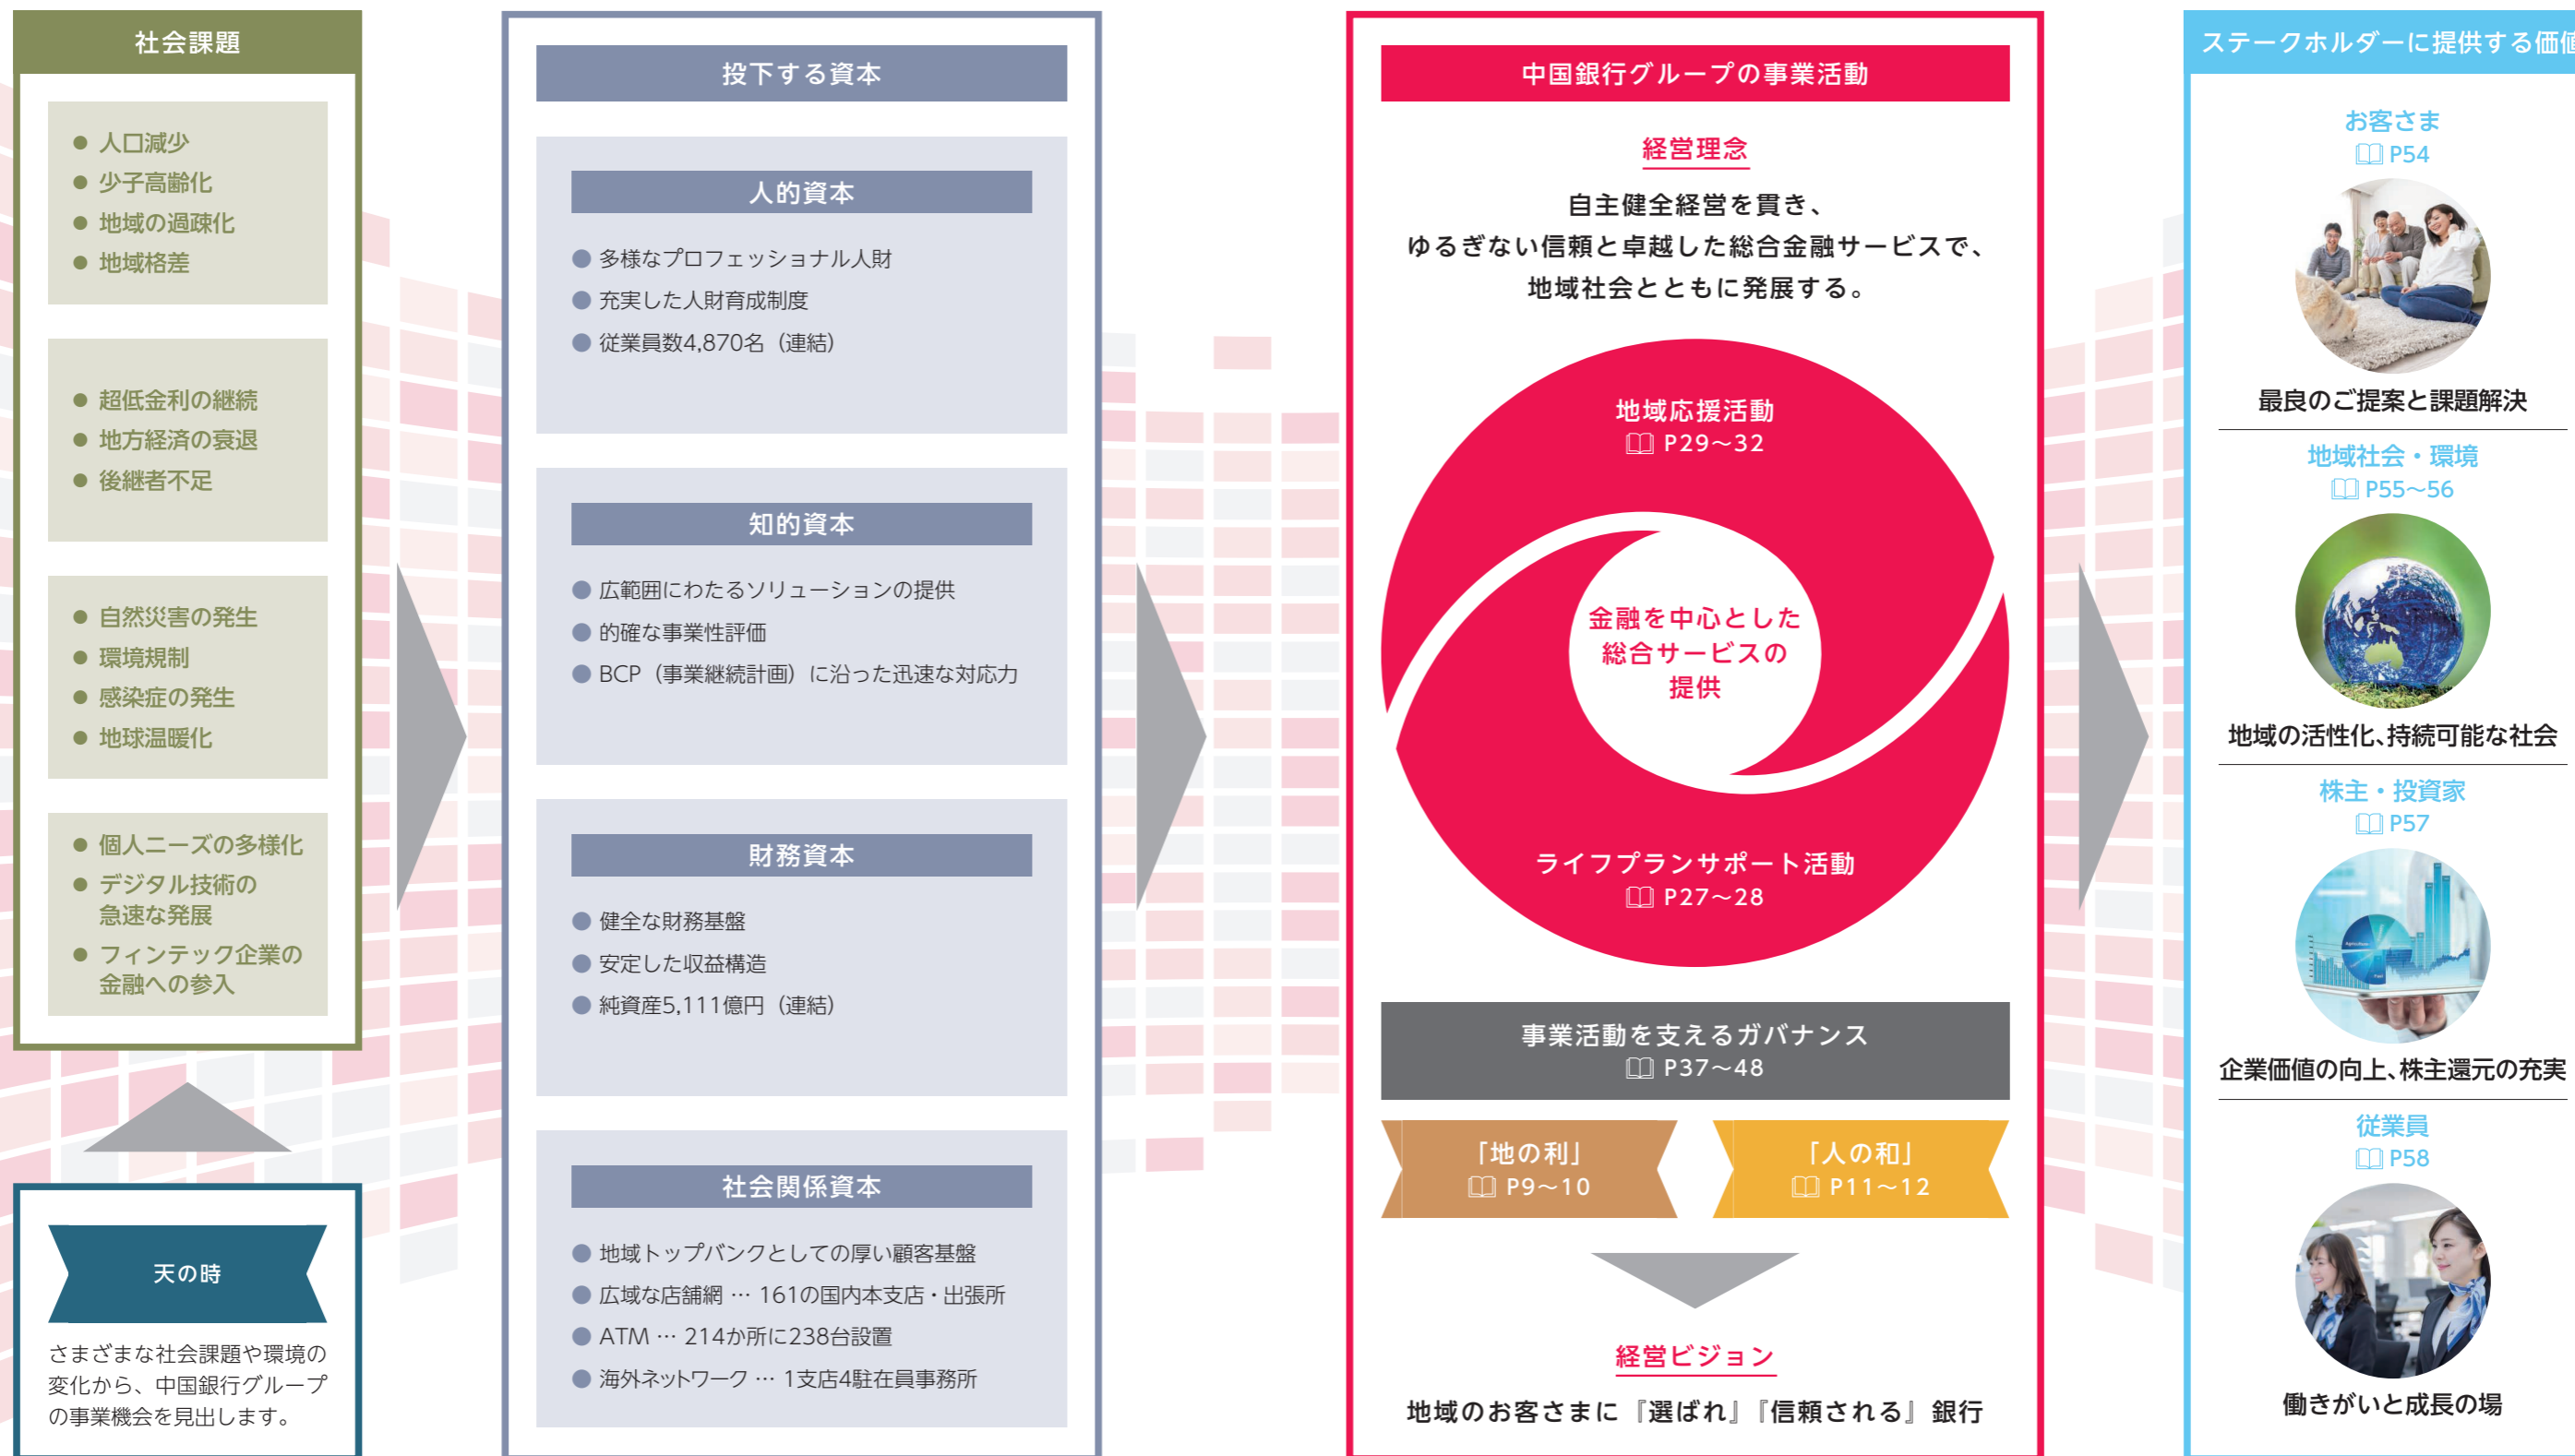 社会課題
● 人口減少
● 少子高齢化
● 地域の過疎化
● 地域格差
● 超低金利の継続
● 地方経済の衰退
● 後継者不足
● 自然災害の発生
● 環境規制
● 感染症の発生
● 地球温暖化
● 個人ニーズの多様化
● デジタル技術の
急速な発展
● フィンテック企業の
金融への参入
天の時
さまざまな社会課題や環境の
変化から、中国銀行グループ
の事業機会を見出します。
投下する資本
人的資本
● 多様なプロフェッショナル人財
● 充実した人財育成制度
● 従業員数4,870名（連結）
知的資本
● 広範囲にわたるソリューションの提供
● 的確な事業性評価
● BCP（事業継続計画）に沿った迅速な対応力
財務資本
● 健全な財務基盤
● 安定した収益構造
● 純資産5,111億円（連結）
社会関係資本
● 地域トップバンクとしての厚い顧客基盤
● 広域な店舗網 … 161の国内本支店・出張所
● ATM … 214か所に238台設置
● 海外ネットワーク … 1支店4駐在員事務所
中国銀行グループの事業活動
経営理念
自主健全経営を貫き、
ゆるぎない信頼と卓越した総合金融サービスで、
地域社会とともに発展する。
地域応援活動
P29～32
金融を中心とした
総合サービスの
提供
ライフプランサポート活動
P27～28
事業活動を支えるガバナンス
P37～48
「地の利」
P9～10
「人の和」
P11～12
経営ビジョン
地域のお客さまに『選ばれ』『信頼される』銀行
ステークホルダーに提供する価値
お客さま
P54
最良のご提案と課題解決
地域社会・環境
P55～56
地域の活性化、持続可能な社会
株主・投資家
P57
企業価値の向上、株主還元の充実
従業員
P58
働きがいと成長の場